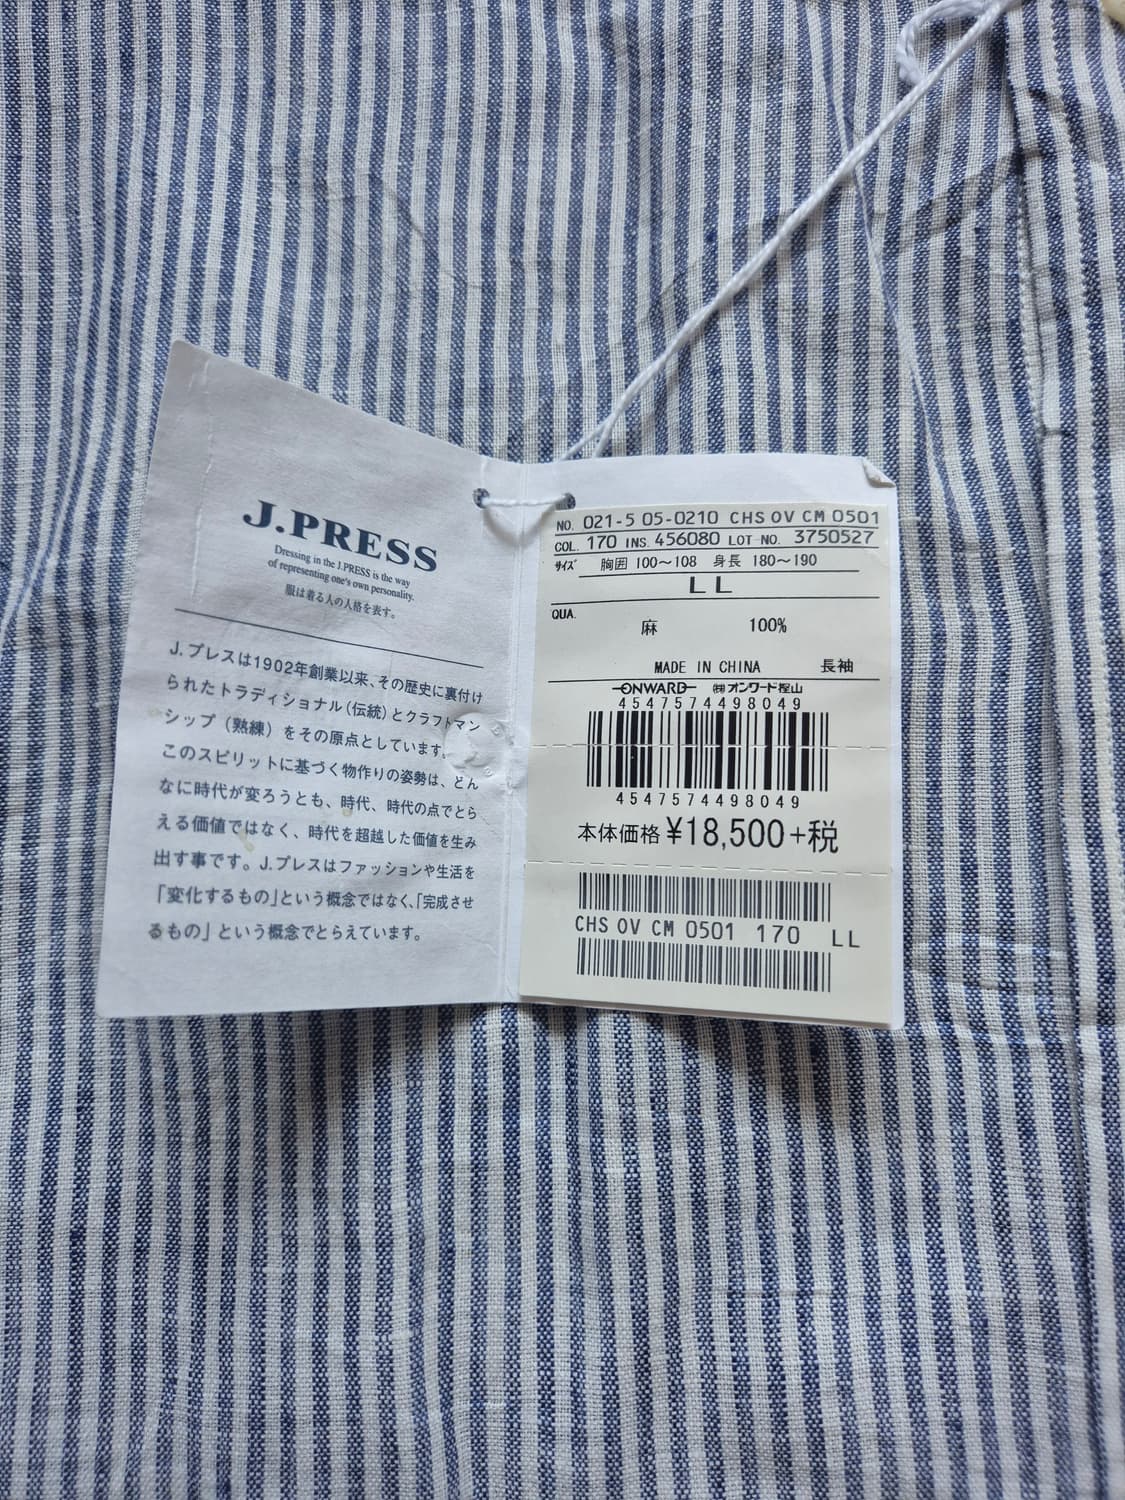 J.PRESS
Dressing in the J.PRESS is the way
of representing one's own personality.
服は着る人の人格を表す。
J.プレスは1902年創業以来、その歴史に裏付け
られたトラディショナル(伝統)とクラフトマン
シップ(熟練)をその原点としています。
このスピリットに基づく物作りの姿勢は、どん
なに時代が変ろうとも、時代、時代の点でとら
える価値ではなく、時代を超越した価値を生み
出す事です。J.プレスはファッションや生活を
「変化するもの」という概念ではなく、「完成させ
るもの」という概念でとらえています。
NO. 021-5 05-0210 CHS OV CM 0501
COL. 170 INS. 456080 LOT NO. 3750527
サイズ 胸囲 100～108 身長 180～190
LL
QUA.
麻 100%
MADE IN CHINA 長袖
ONWARD ㈱オンワード樫山
4547574498049
4547574498049
本体価格 ¥18,500+税
CHS OV CM 0501 170 LL